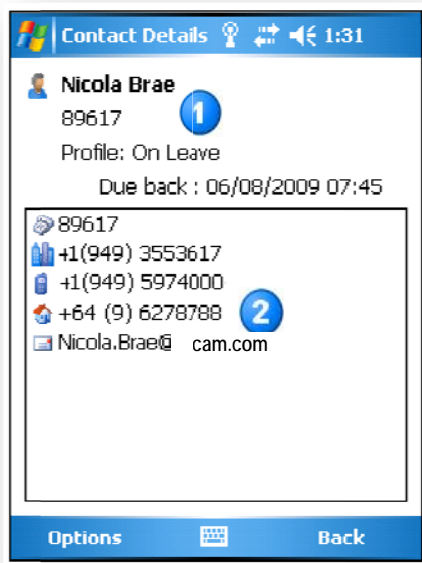 Contact Details 1:31
Nicola Brae
89617 1
Profile: On Leave
Due back : 06/08/2009 07:45
89617
+1(949) 3553617
+1(949) 5974000
+64 (9) 6278788 2
Nicola.Brae@ cam.com
Options Back